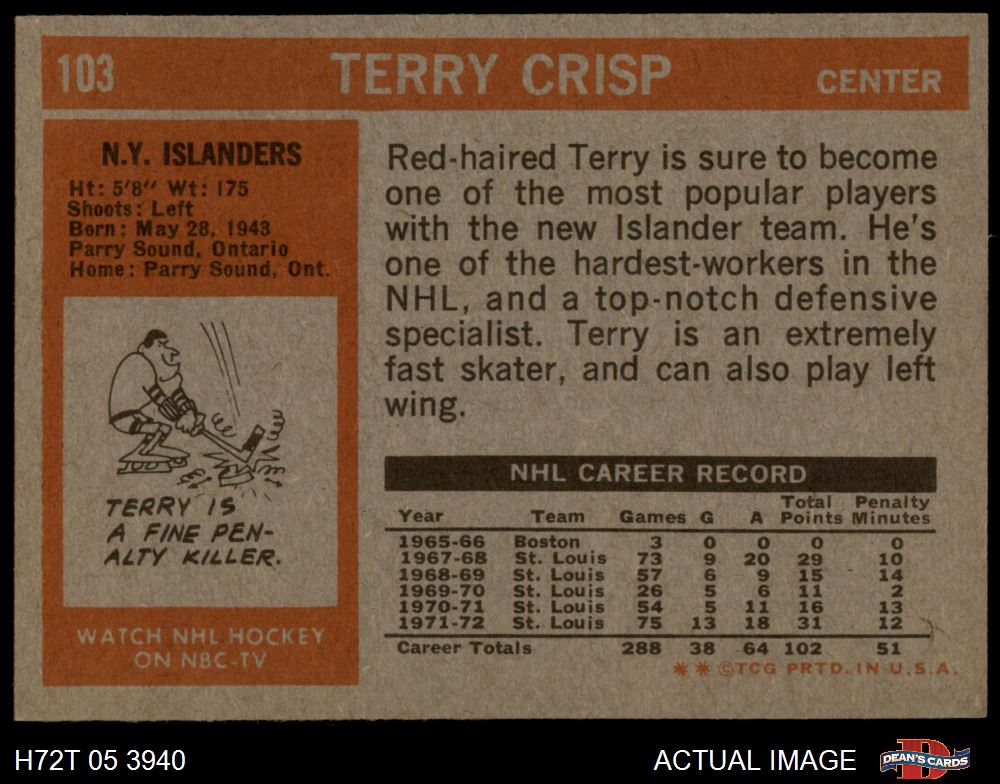 103 TERRY CRISP CENTER
N.Y. ISLANDERS
Ht: 5'8" Wt: 175
Shoots: Left
Born: May 28, 1943
Parry Sound, Ontario
Home: Parry Sound, Ont.
TERRY IS
A FINE PEN-
ALTY KILLER.
WATCH NHL HOCKEY
ON NBC-TV
Red-haired Terry is sure to become
one of the most popular players
with the new Islander team. He's
one of the hardest-workers in the
NHL, and a top-notch defensive
specialist. Terry is an extremely
fast skater, and can also play left
wing.
NHL CAREER RECORD
Year Team Games G A Total Points Penalty Minutes
1965-66 Boston 3 0 0 0 0
1967-68 St. Louis 73 9 20 29 10
1968-69 St. Louis 57 6 9 15 14
1969-70 St. Louis 26 5 6 11 2
1970-71 St. Louis 54 5 11 16 13
1971-72 St. Louis 75 13 18 31 12
Career Totals 288 38 64 102 51
**©TCG PRTD. IN U.S.A.
H72T 05 3940 ACTUAL IMAGE D DEAN'S CARDS